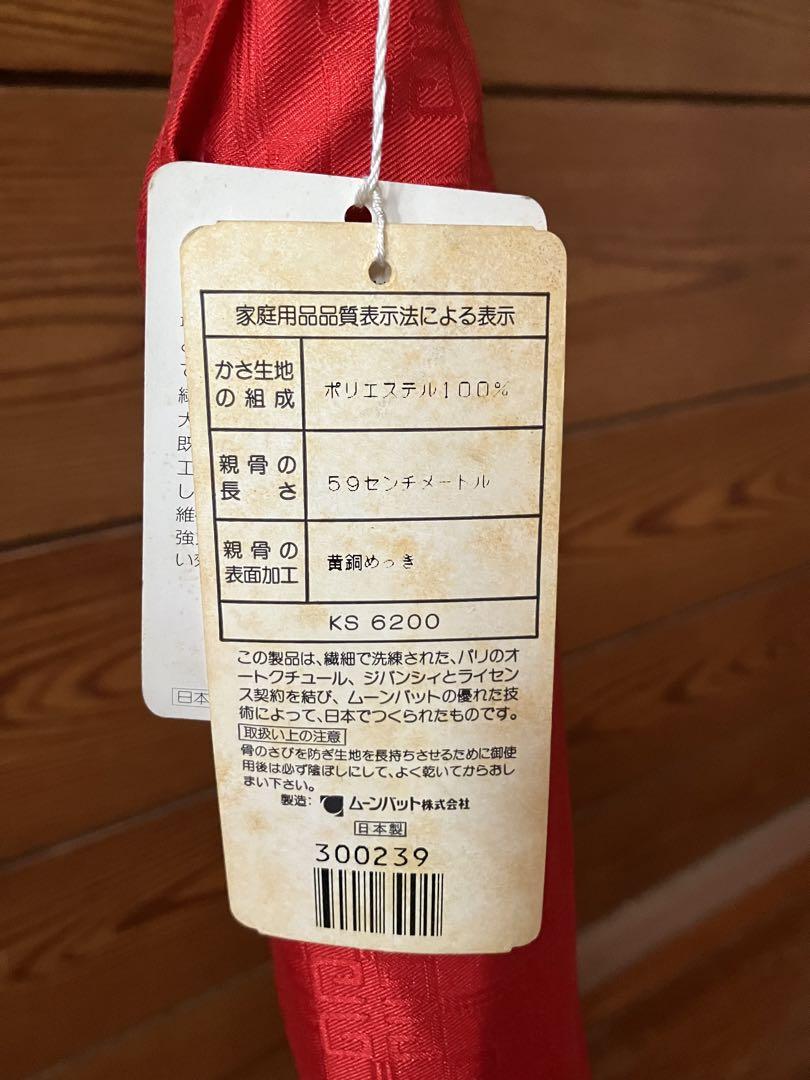 家庭用品品質表示法による表示
かさ生地
の組成
ポリエステル100%
親骨の
長さ
59センチメートル
親骨の
表面加工
黄銅めっき
KS 6200
この製品は、繊細で洗練された、パリのオ
ートクチュール、ジバンシィとライセン
ス契約を結び、ムーンバットの優れた技
術によって、日本でつくられたものです。
取扱い上の注意
骨のさびを防ぎ生地を長持ちさせるために御使
用後は必ず陰ぼしにして、よく乾いてからおし
まい下さい。
製造: ムーンバット株式会社
日本製
300239
大
既
工
し
維
強
い
日本